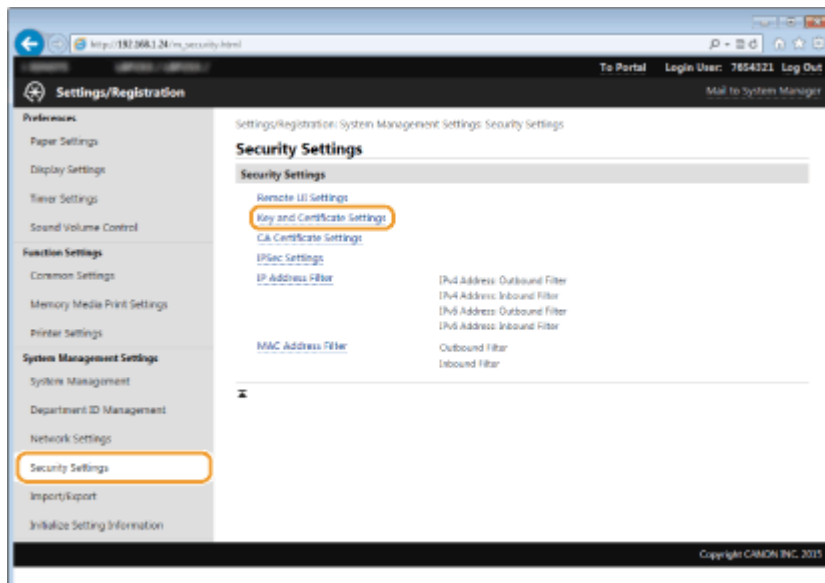 http://192.168.1.24/m_security.html
To Portal Login User: 7654321 Log Out
Settings/Registration Mail to System Manager
Preferences
Paper Settings
Display Settings
Timer Settings
Sound Volume Control
Function Settings
Common Settings
Memory Media Print Settings
Printer Settings
System Management Settings
System Management
Department ID Management
Network Settings
Security Settings
Import/Export
Initialize Setting Information
Settings/Registration: System Management Settings: Security Settings
Security Settings
Security Settings
Remote UI Settings
Key and Certificate Settings
CA Certificate Settings
IPSec Settings
IP Address Filter IPv4 Address: Outbound Filter
IPv4 Address: Inbound Filter
IPv6 Address: Outbound Filter
IPv6 Address: Inbound Filter
MAC Address Filter Outbound Filter
Inbound Filter
Copyright CANON INC. 2015